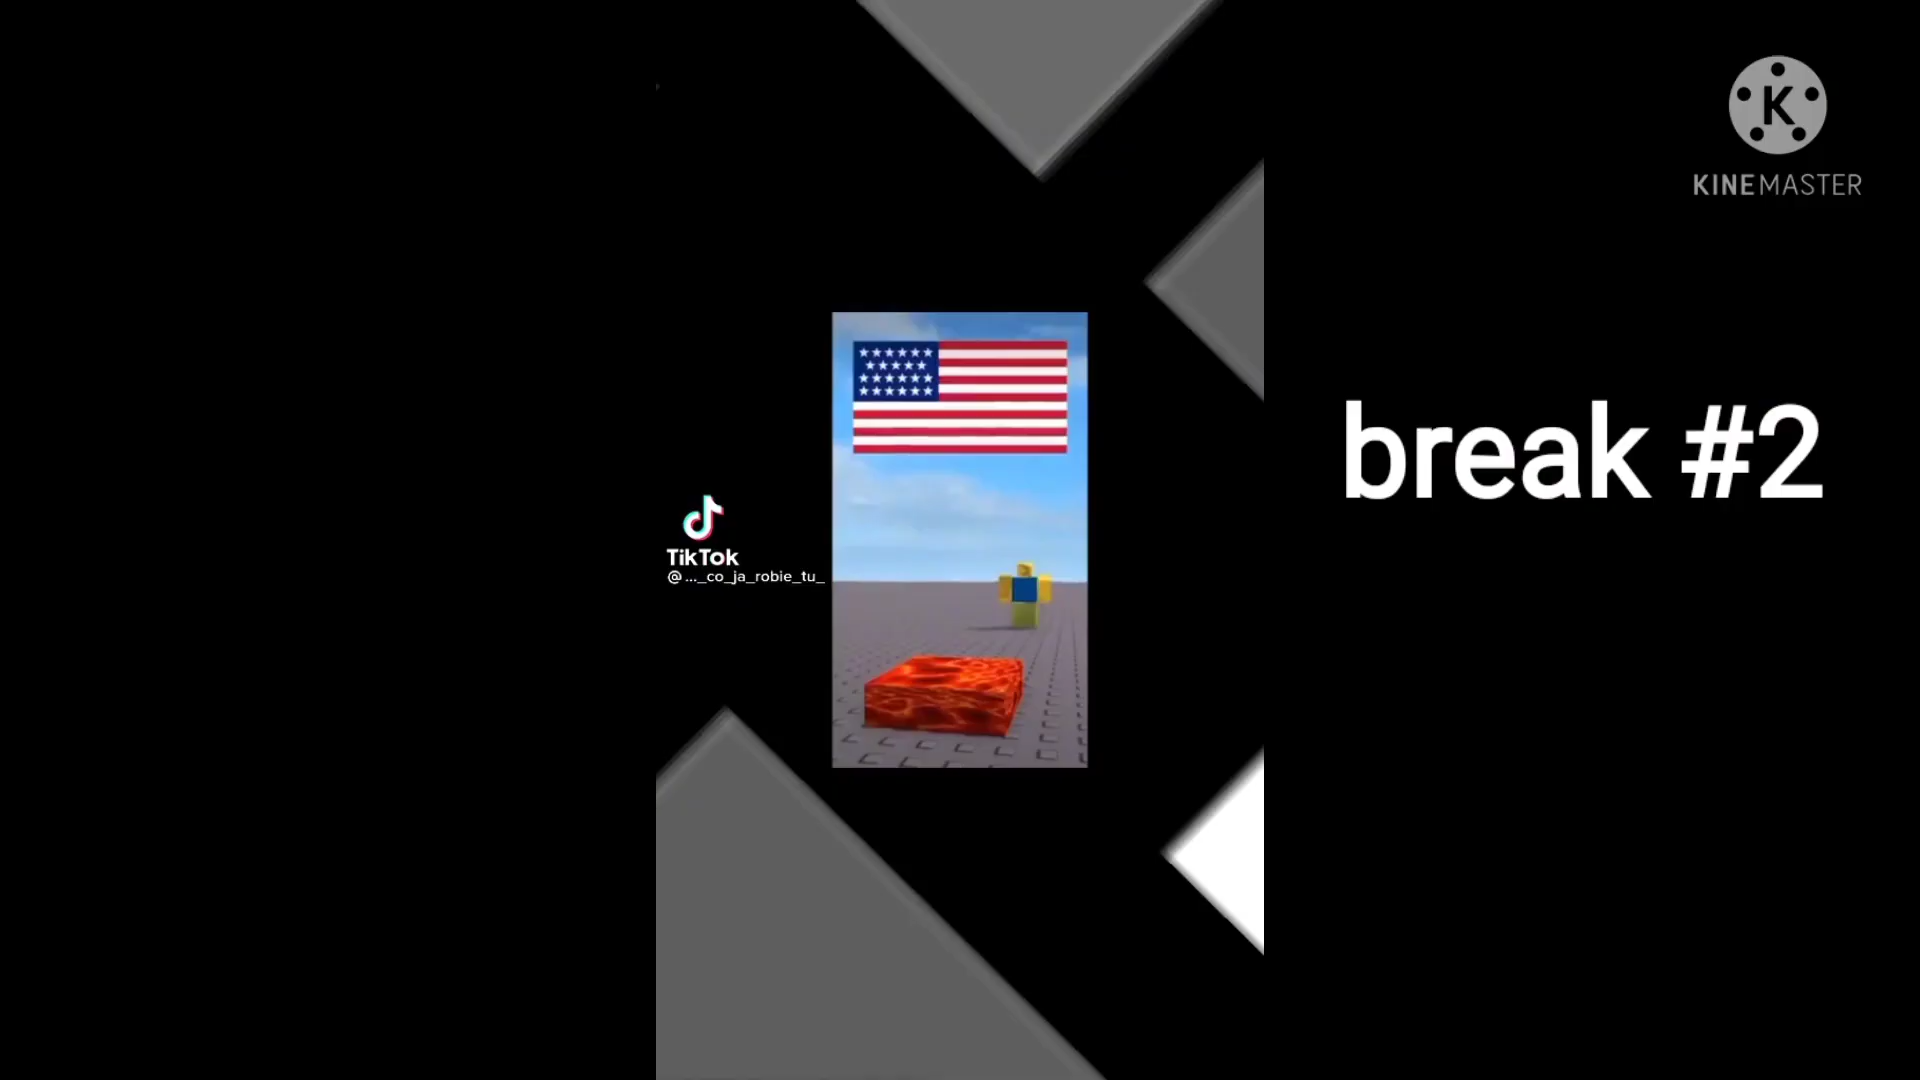 K
KINEMASTER
break #2
TikTok
@..._co_ja_robie_tu_